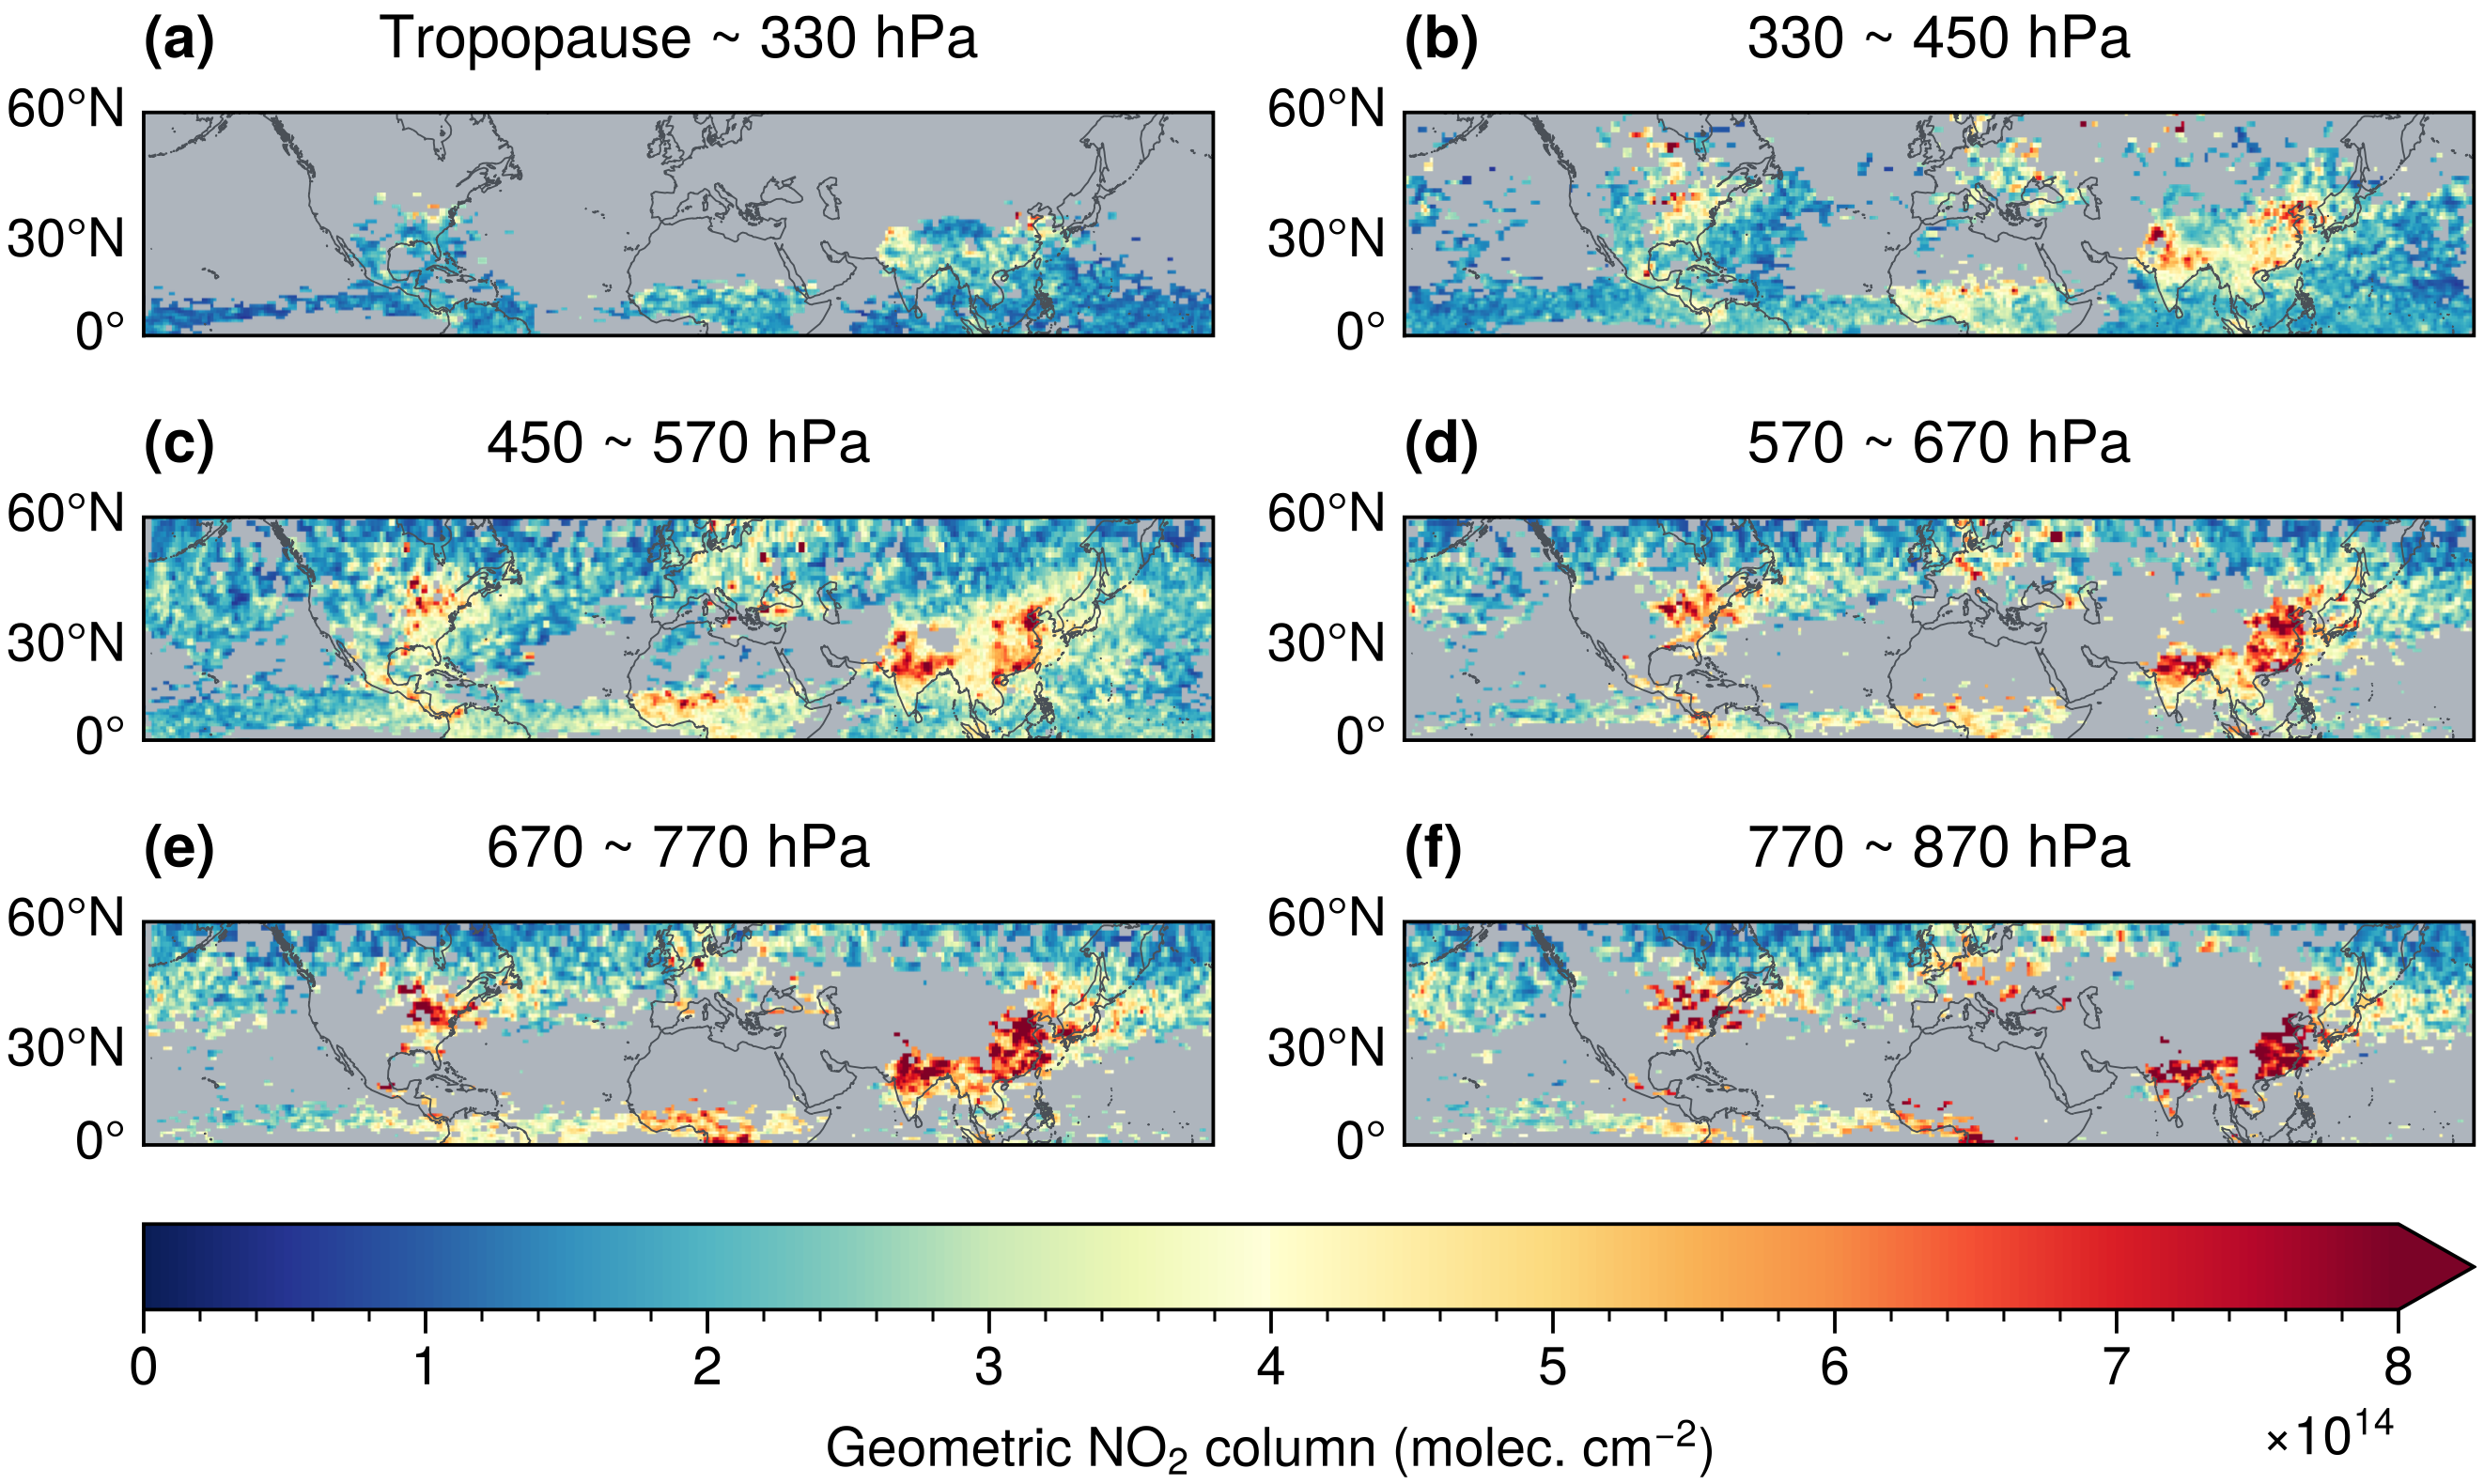 (a) Tropopause ~ 330 hPa
(b) 330 ~ 450 hPa
60°N
30°N
0°
60°N
30°N
0°
(c) 450 ~ 570 hPa
(d) 570 ~ 670 hPa
60°N
30°N
0°
60°N
30°N
0°
(e) 670 ~ 770 hPa
(f) 770 ~ 870 hPa
60°N
30°N
0°
60°N
30°N
0°
0 1 2 3 4 5 6 7 8
Geometric NO₂ column (molec. cm⁻²)
×10¹⁴